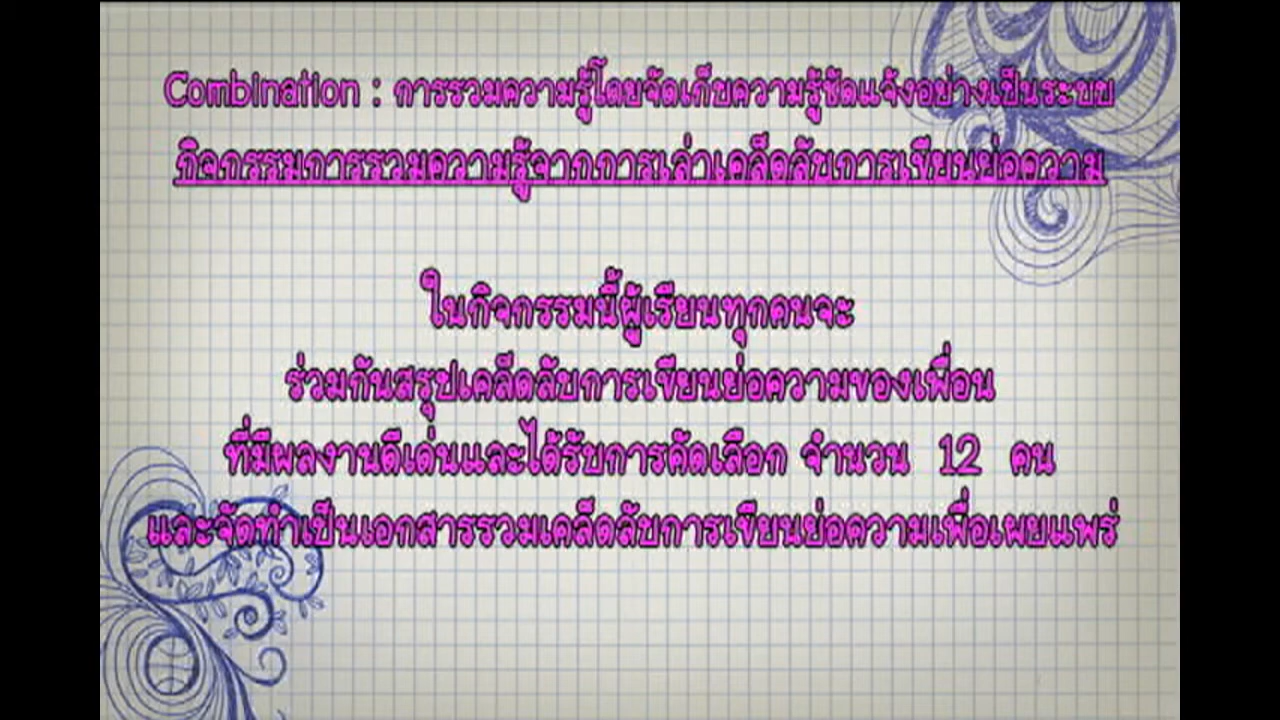 Combination : การรวมความรู้โดยจัดเก็บความรู้ชัดแจ้งอย่างเป็นระบบ
กิจกรรมการรวมความรู้จากการเล่าเคล็ดลับการเขียนย่อความ
ในกิจกรรมนี้ผู้เรียนทุกคนจะ
ร่วมกันสรุปเคล็ดลับการเขียนย่อความของเพื่อน
ที่มีผลงานดีเด่นและได้รับการคัดเลือก จำนวน 12 คน
และจัดทำเป็นเอกสารรวมเคล็ดลับการเขียนย่อความเพื่อเผยแพร่